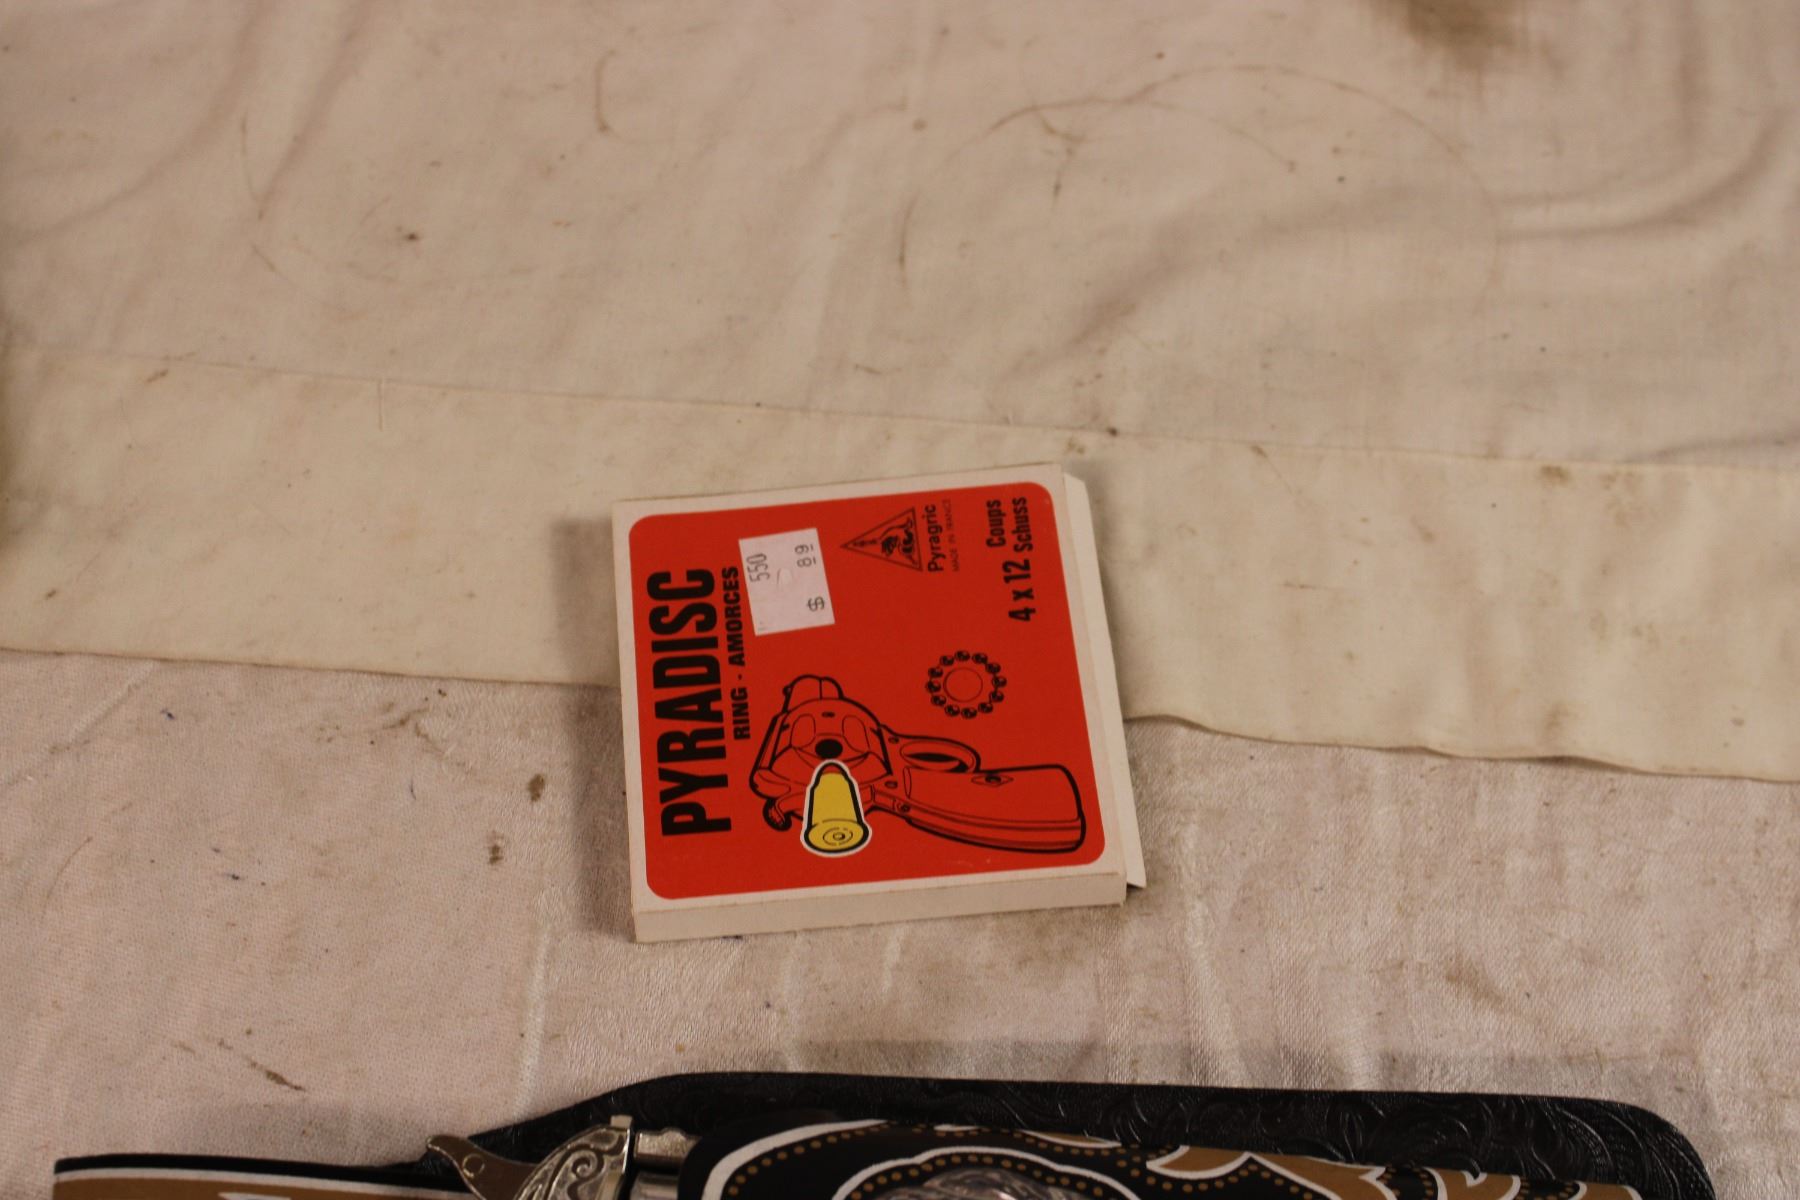 PYRADISC
RING - AMORCES
550
$ 89
Pyragric
MADE IN FRANCE
4 x 12 Coups
Schuss